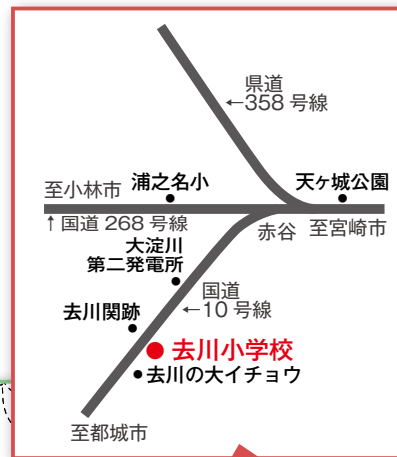 県道
←358 号線
至小林市
浦之名小
天ヶ城公園
↑国道 268 号線
赤谷
至宮崎市
大淀川
第二発電所
国道
←10 号線
去川関跡
去川小学校
去川の大イチョウ
至都城市